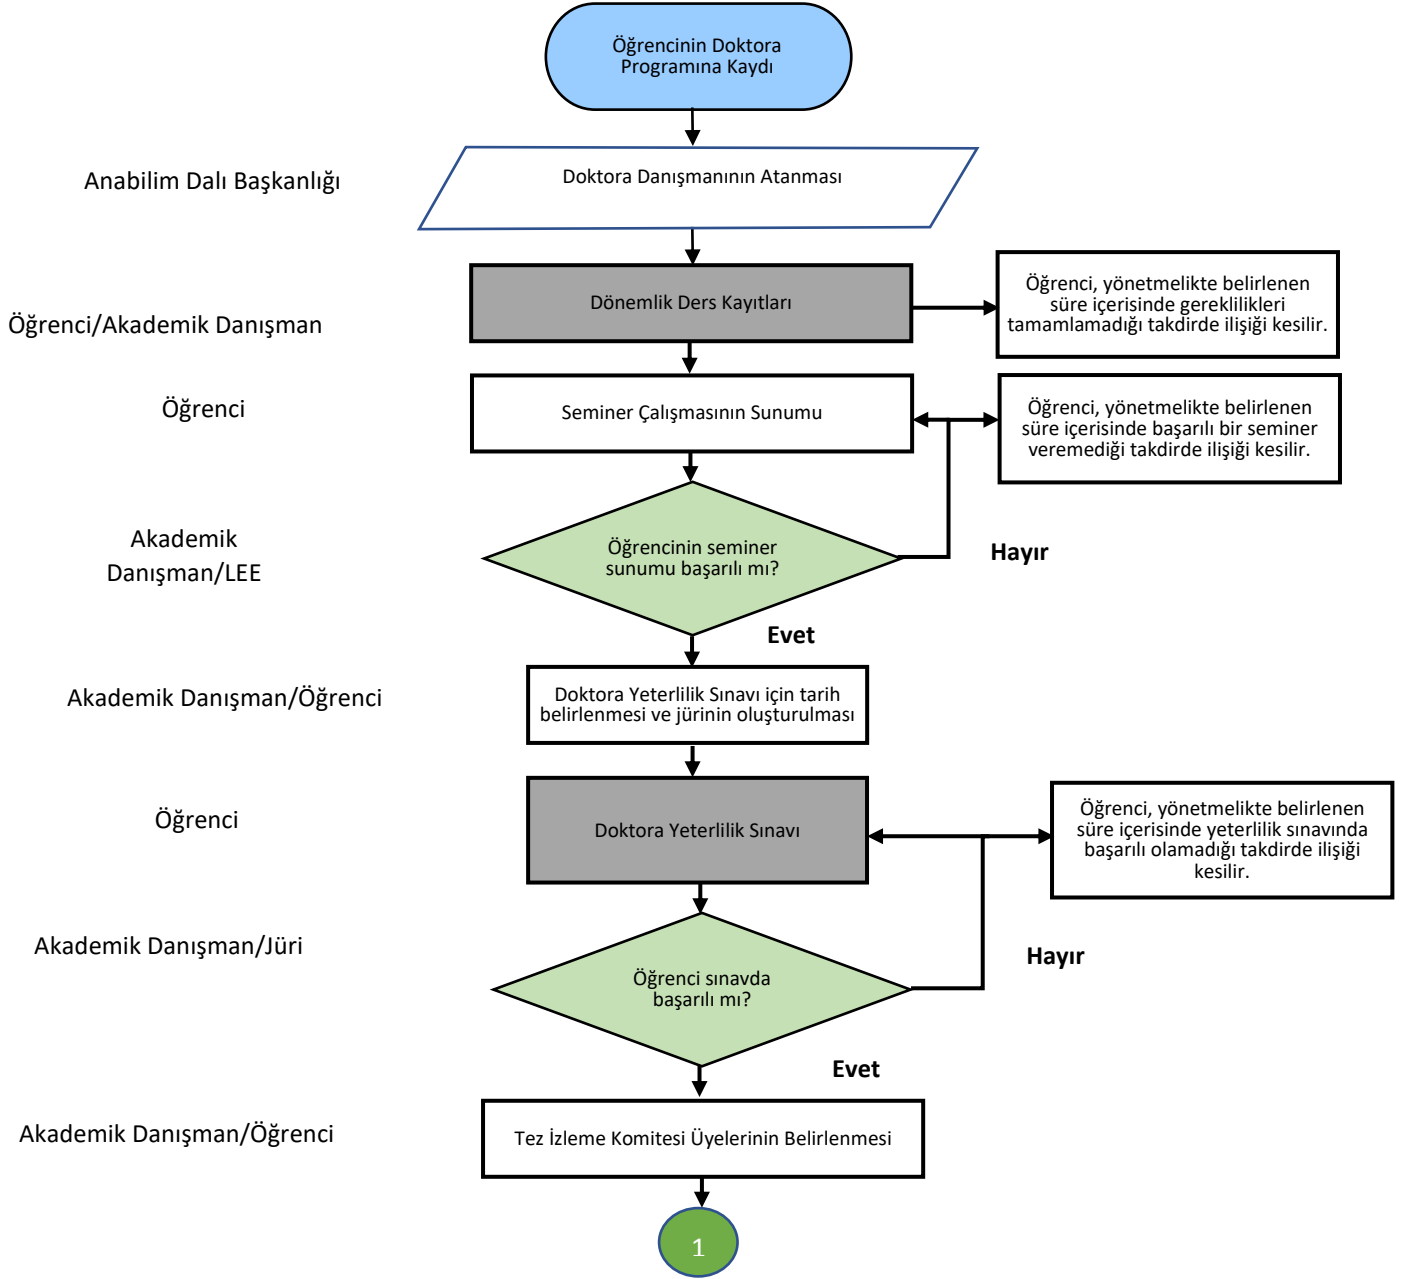 Öğrencinin Doktora
Programına Kaydı
Anabilim Dalı Başkanlığı
Doktora Danışmanının Atanması
Öğrenci/Akademik Danışman
Dönemlik Ders Kayıtları
Öğrenci, yönetmelikte belirlenen
süre içerisinde gereklilikleri
tamamlamadığı takdirde ilişiği kesilir.
Öğrenci
Seminer Çalışmasının Sunumu
Öğrenci, yönetmelikte belirlenen
süre içerisinde başarılı bir seminer
veremediği takdirde ilişiği kesilir.
Akademik
Danışman/LEE
Öğrencinin seminer
sunumu başarılı mı?
Hayır
Evet
Akademik Danışman/Öğrenci
Doktora Yeterlilik Sınavı için tarih
belirlenmesi ve jürinin oluşturulması
Öğrenci
Doktora Yeterlilik Sınavı
Öğrenci, yönetmelikte belirlenen
süre içerisinde yeterlilik sınavında
başarılı olamadığı takdirde ilişiği
kesilir.
Akademik Danışman/Jüri
Öğrenci sınavda
başarılı mı?
Hayır
Evet
Akademik Danışman/Öğrenci
Tez İzleme Komitesi Üyelerinin Belirlenmesi
1